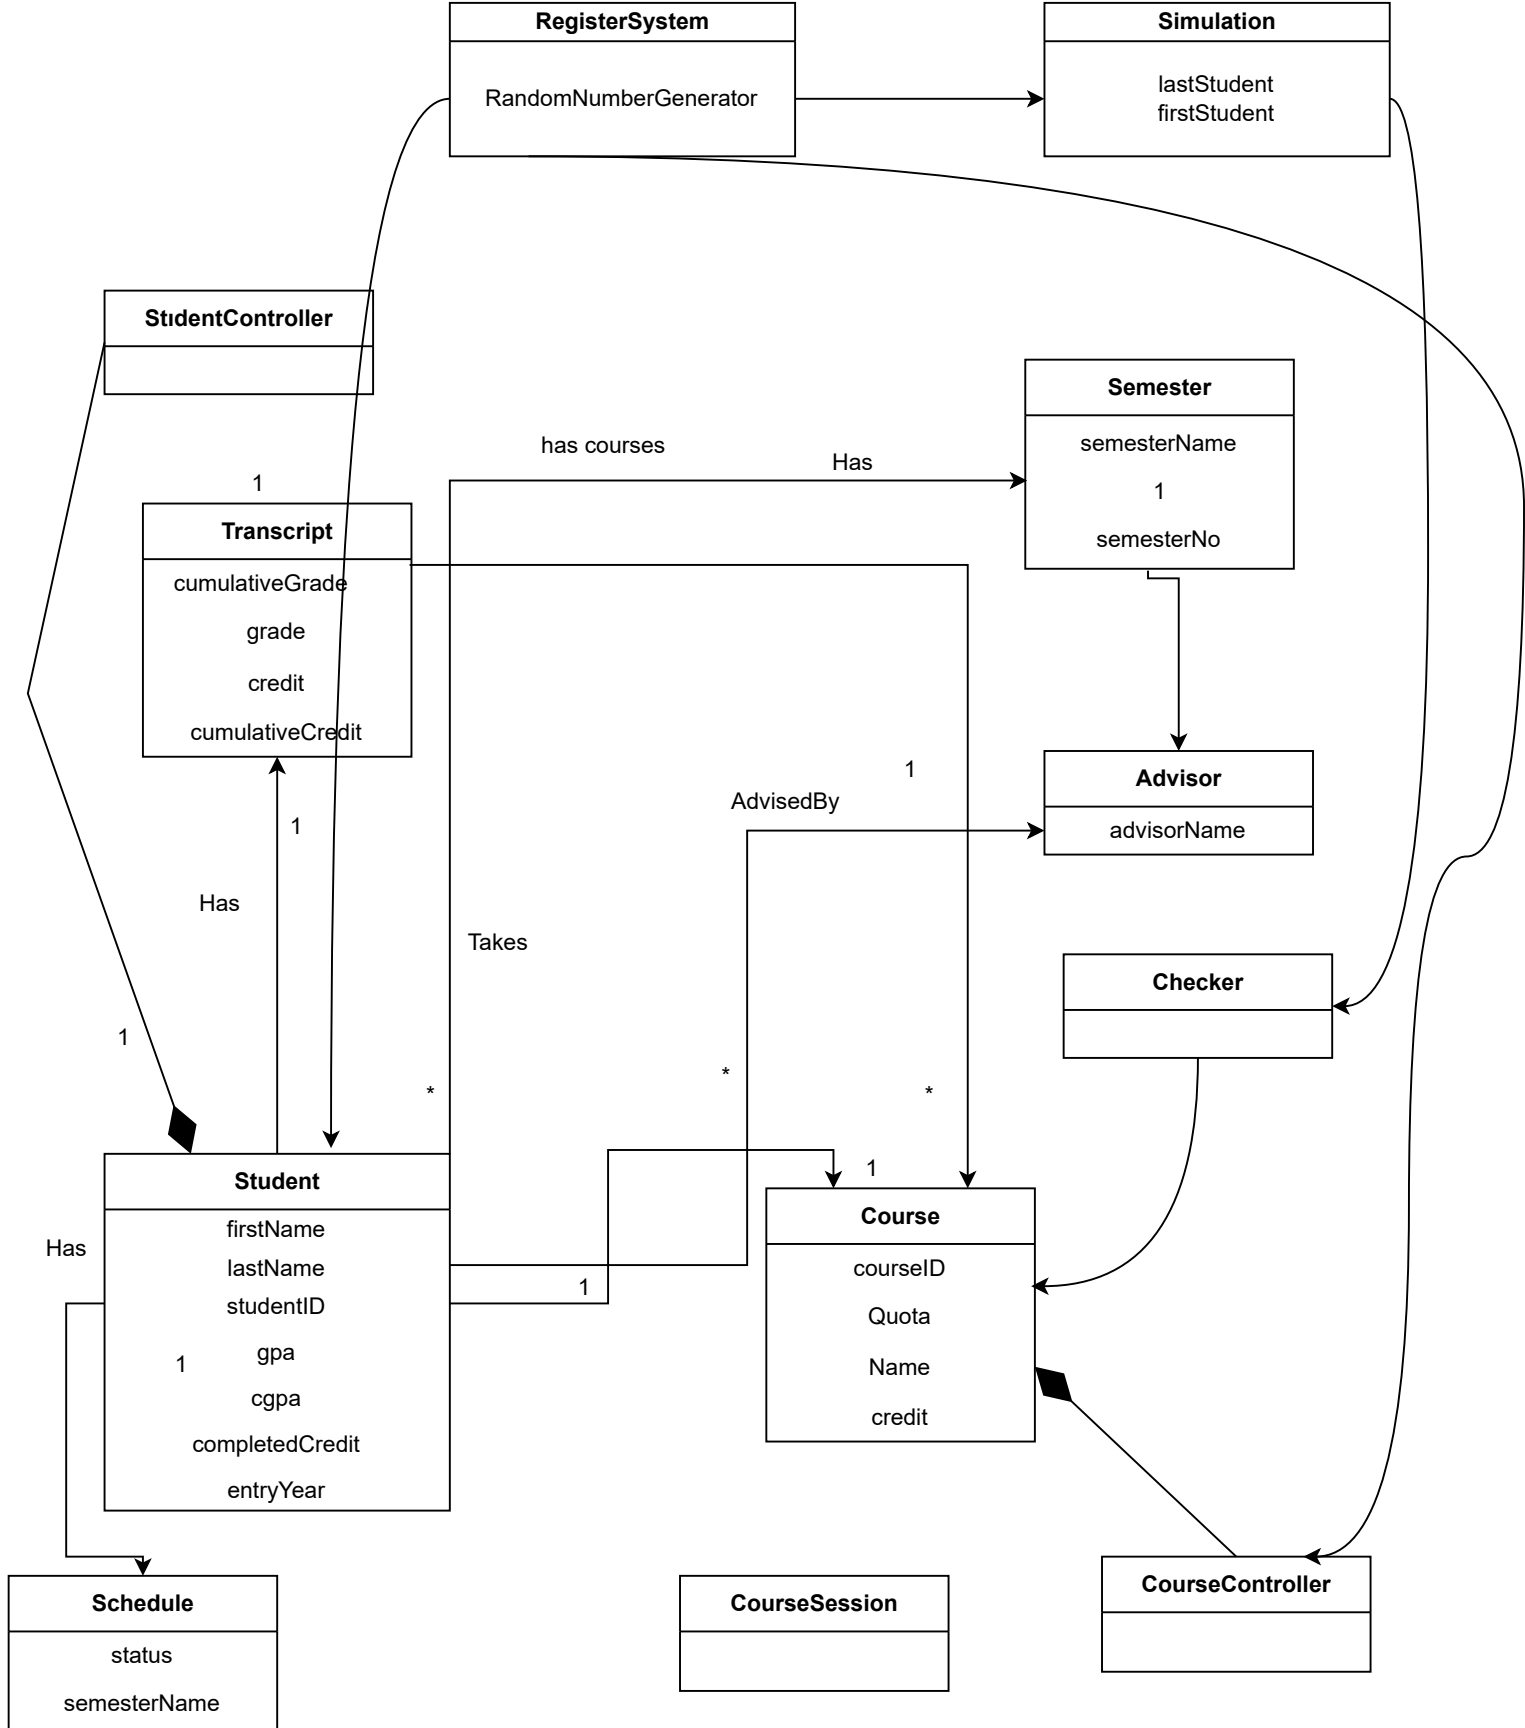 RegisterSystem
RandomNumberGenerator
Simulation
lastStudent
firstStudent
StıdentController
Semester
semesterName
1
semesterNo
has courses
Has
1
Transcript
cumulativeGrade
grade
credit
cumulativeCredit
1
Advisor
advisorName
AdvisedBy
1
Has
Takes
Checker
1
*
*
*
Student
firstName
lastName
studentID
1
gpa
cgpa
completedCredit
entryYear
Has
1
1
Course
courseID
Quota
Name
credit
Schedule
status
semesterName
CourseSession
CourseController